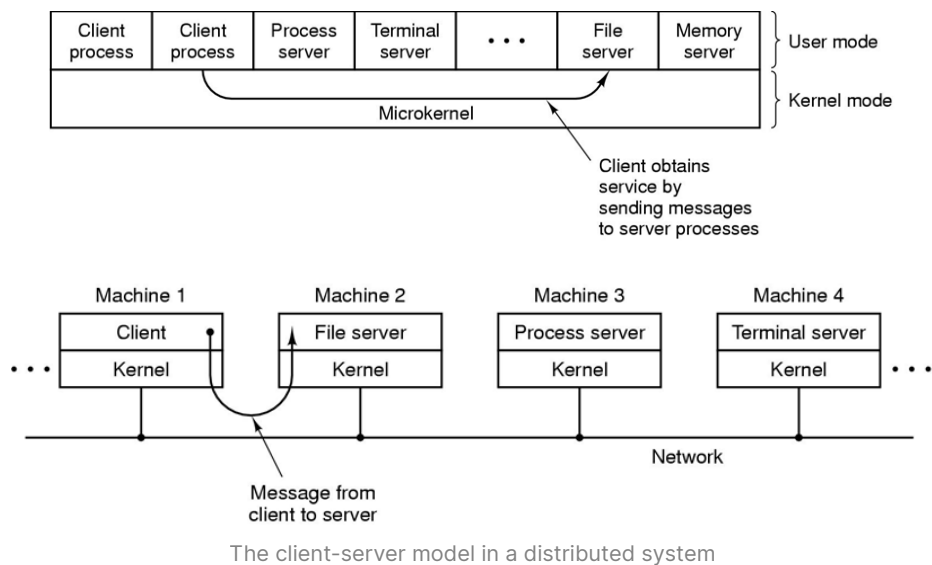 Client process
Client process
Process server
Terminal server
• • •
File server
Memory server
User mode
Microkernel
Kernel mode
Client obtains
service by
sending messages
to server processes
Machine 1
Machine 2
Machine 3
Machine 4
Client
File server
Process server
Terminal server
• • •
Kernel
Kernel
Kernel
Kernel
• • •
Network
Message from
client to server
The client-server model in a distributed system